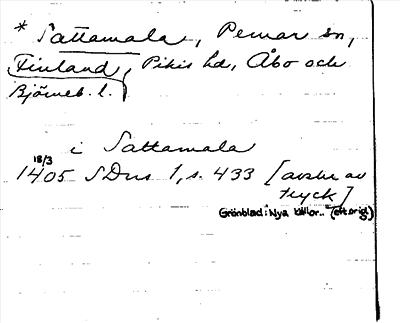 * Sattamala, Pemar sn,
Finland, Pikis hd, Åbo och
Björneb. l.
i Sattamala
18/3
1405 SDns 1, s. 433 [avskr av
tryck]
Grönblad: Nya källor.. (eft orig)